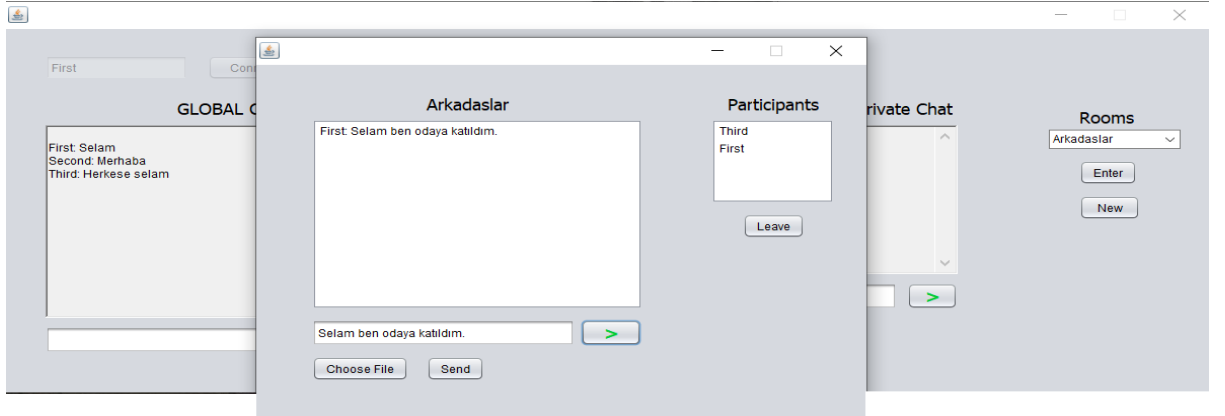 First
Con
GLOBAL C
First: Selam
Second: Merhaba
Third: Herkese selam
Arkadaslar
First: Selam ben odaya katıldım.
Selam ben odaya katıldım.
>
Choose File
Send
Participants
Third
First
Leave
rivate Chat
>
Rooms
Arkadaslar
Enter
New